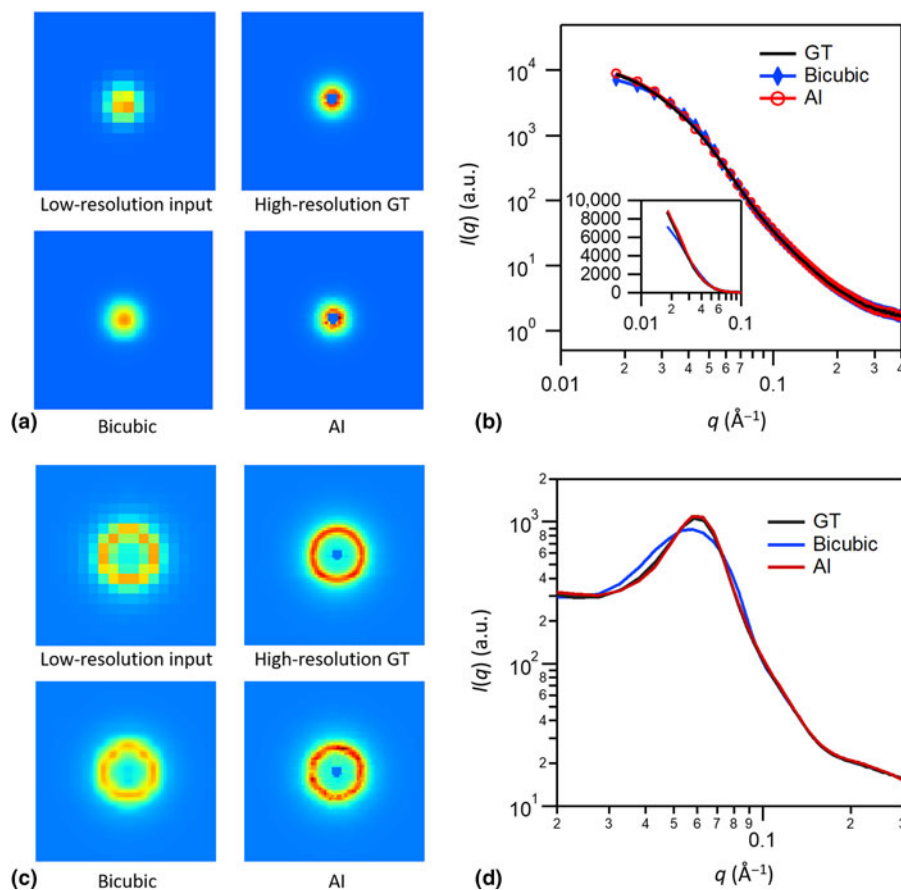 Low-resolution input
High-resolution GT
Bicubic
AI
(a)
I(q) (a.u.)
10⁴
10³
10²
10¹
10⁰
GT
Bicubic
AI
10,000
8000
6000
4000
2000
0
2 4 6
0.01 0.1
2 3 4 5 6 7 2 3 4
0.01 0.1
q (Å⁻¹)
(b)
Low-resolution input
High-resolution GT
Bicubic
AI
(c)
I(q) (a.u.)
2
10³
8
6
4
2
10²
8
6
4
2
10¹
GT
Bicubic
AI
2 3 4 5 6 7 8 9 2 3
0.1
q (Å⁻¹)
(d)